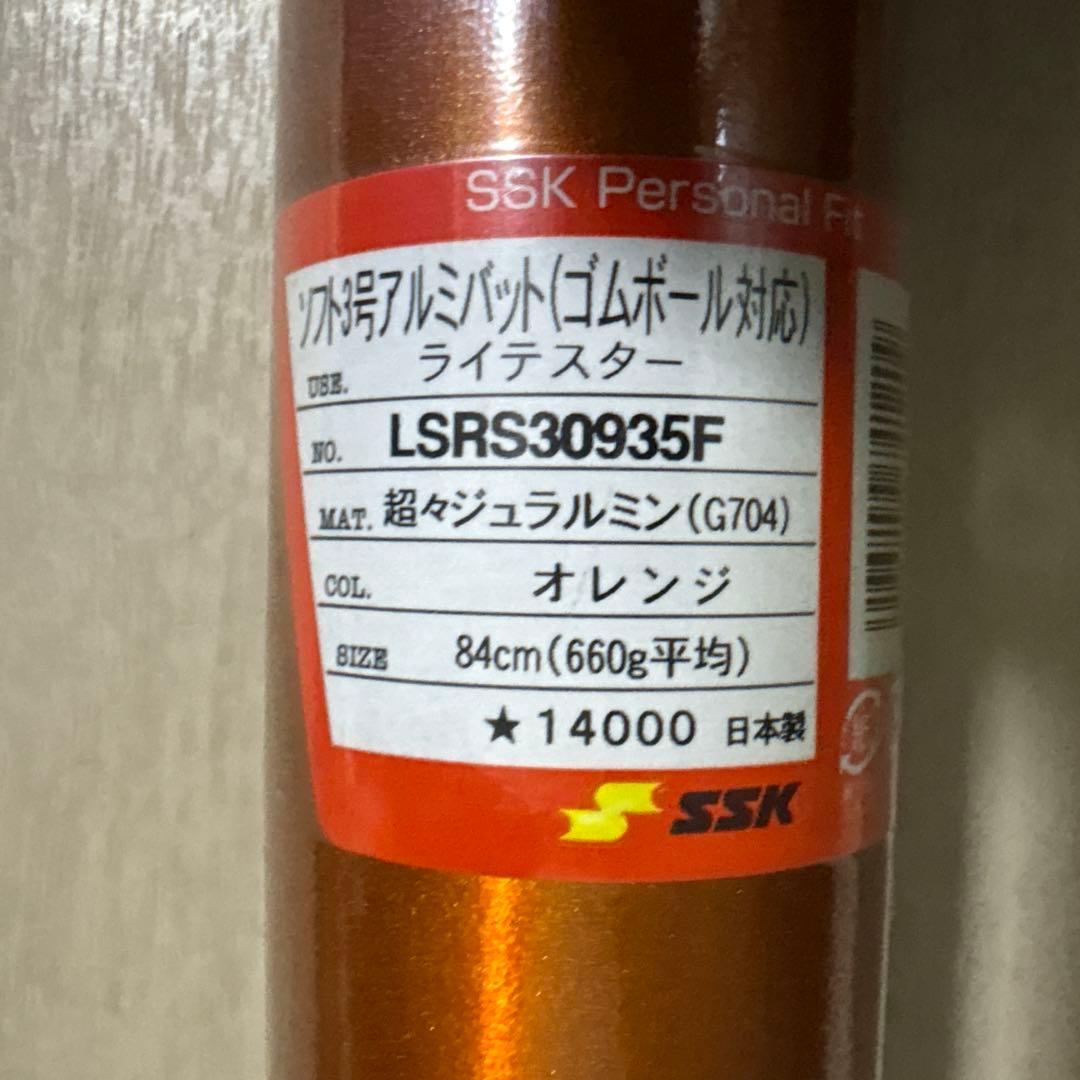 SSK Personal Fit
ソフト3号アルミバット(ゴムボール対応)
USE. ライテスター
NO. LSRS30935F
MAT. 超々ジュラルミン(G704)
COL. オレンジ
SIZE 84cm(660g平均)
★14000 日本製
SSK